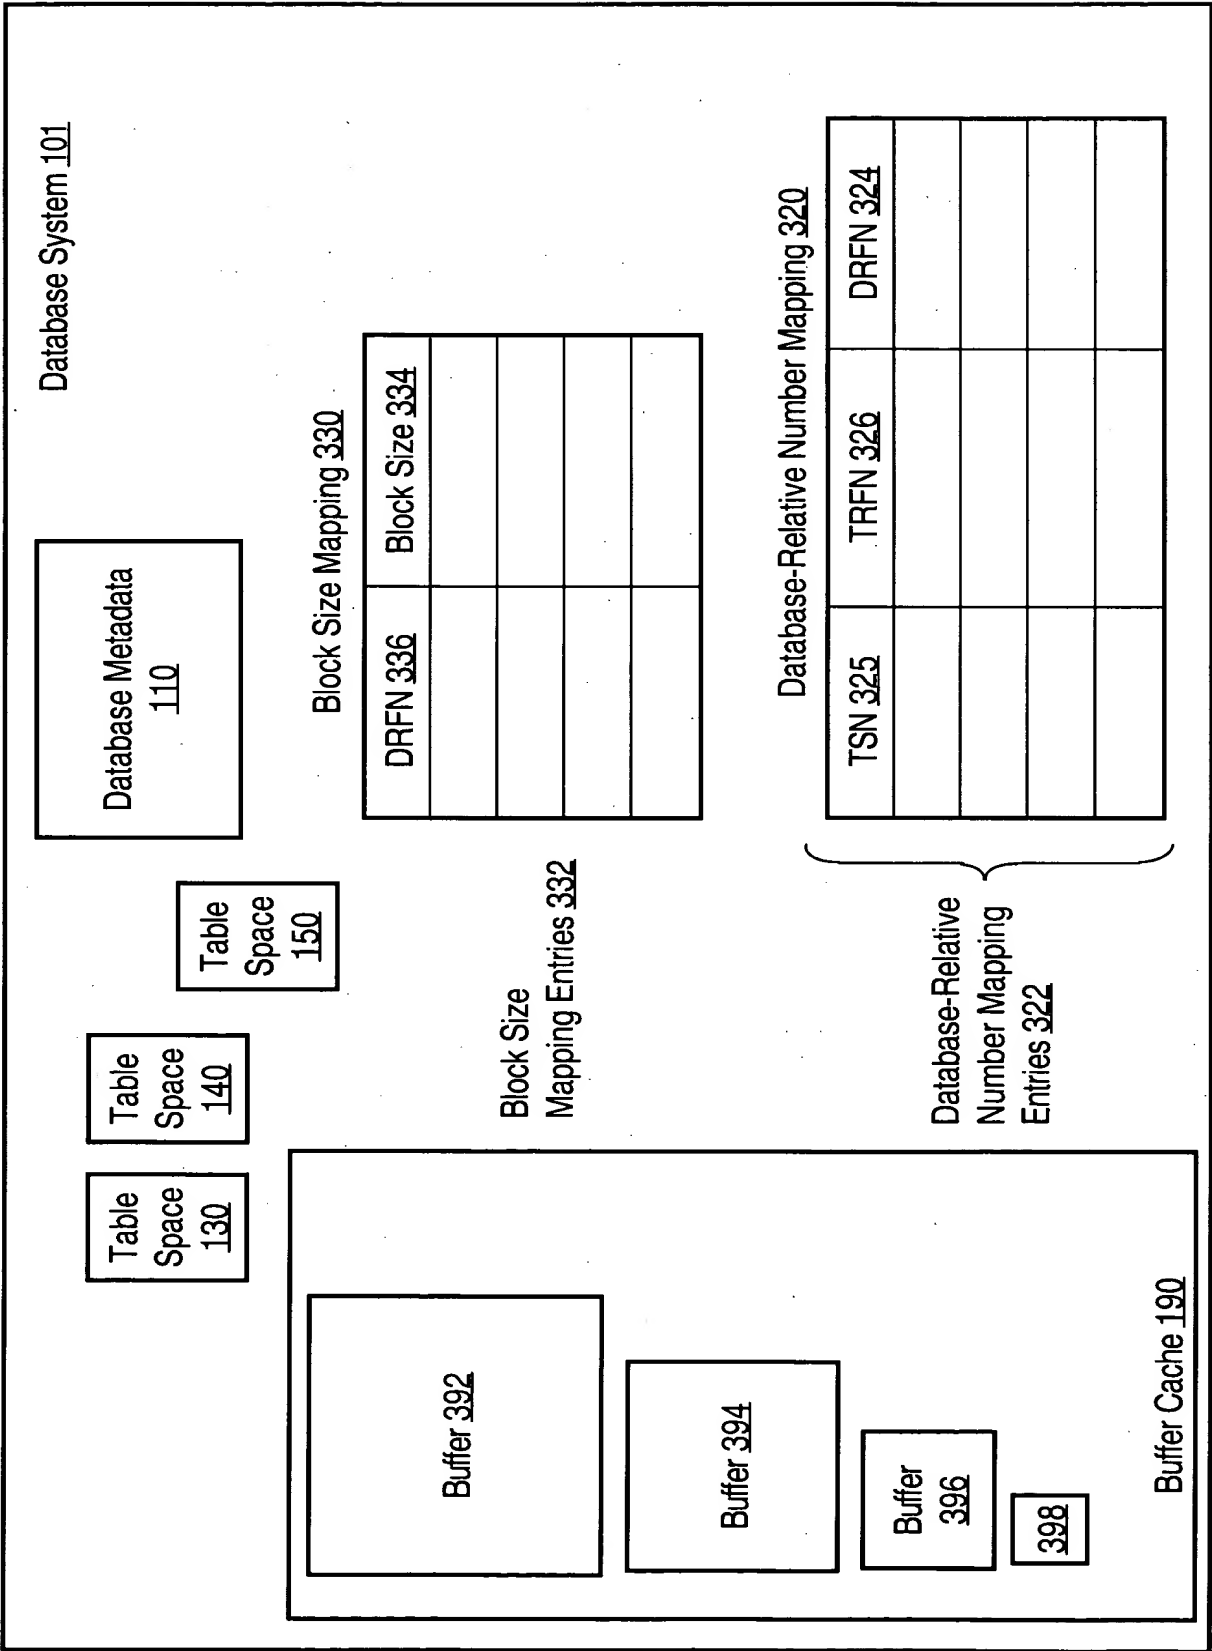 Database System 101
Database Metadata
110
Table
Space
130
Table
Space
140
Table
Space
150
Block Size Mapping 330
DRFN 336
Block Size 334
Block Size
Mapping Entries 332
Database-Relative Number Mapping 320
TSN 325
TRFN 326
DRFN 324
Database-Relative
Number Mapping
Entries 322
Buffer 392
Buffer 394
Buffer
396
398
Buffer Cache 190